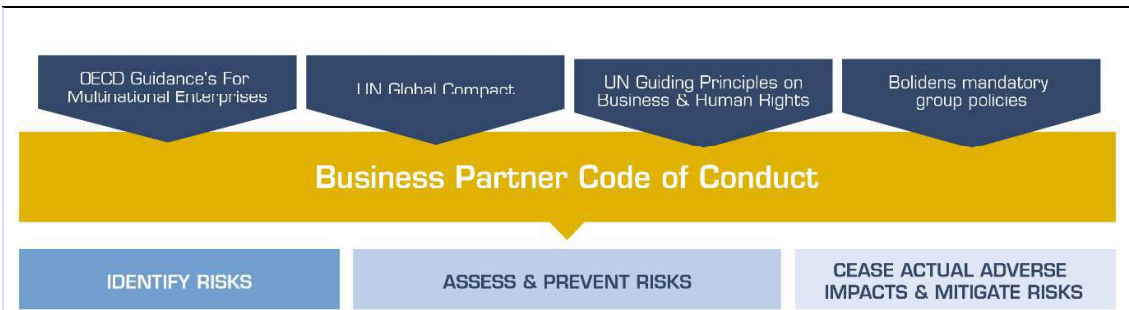 OECD Guidance's For
Multinational Enterprises
UN Global Compact
UN Guiding Principles on
Business & Human Rights
Bolidens mandatory
group policies
Business Partner Code of Conduct
IDENTIFY RISKS
ASSESS & PREVENT RISKS
CEASE ACTUAL ADVERSE
IMPACTS & MITIGATE RISKS